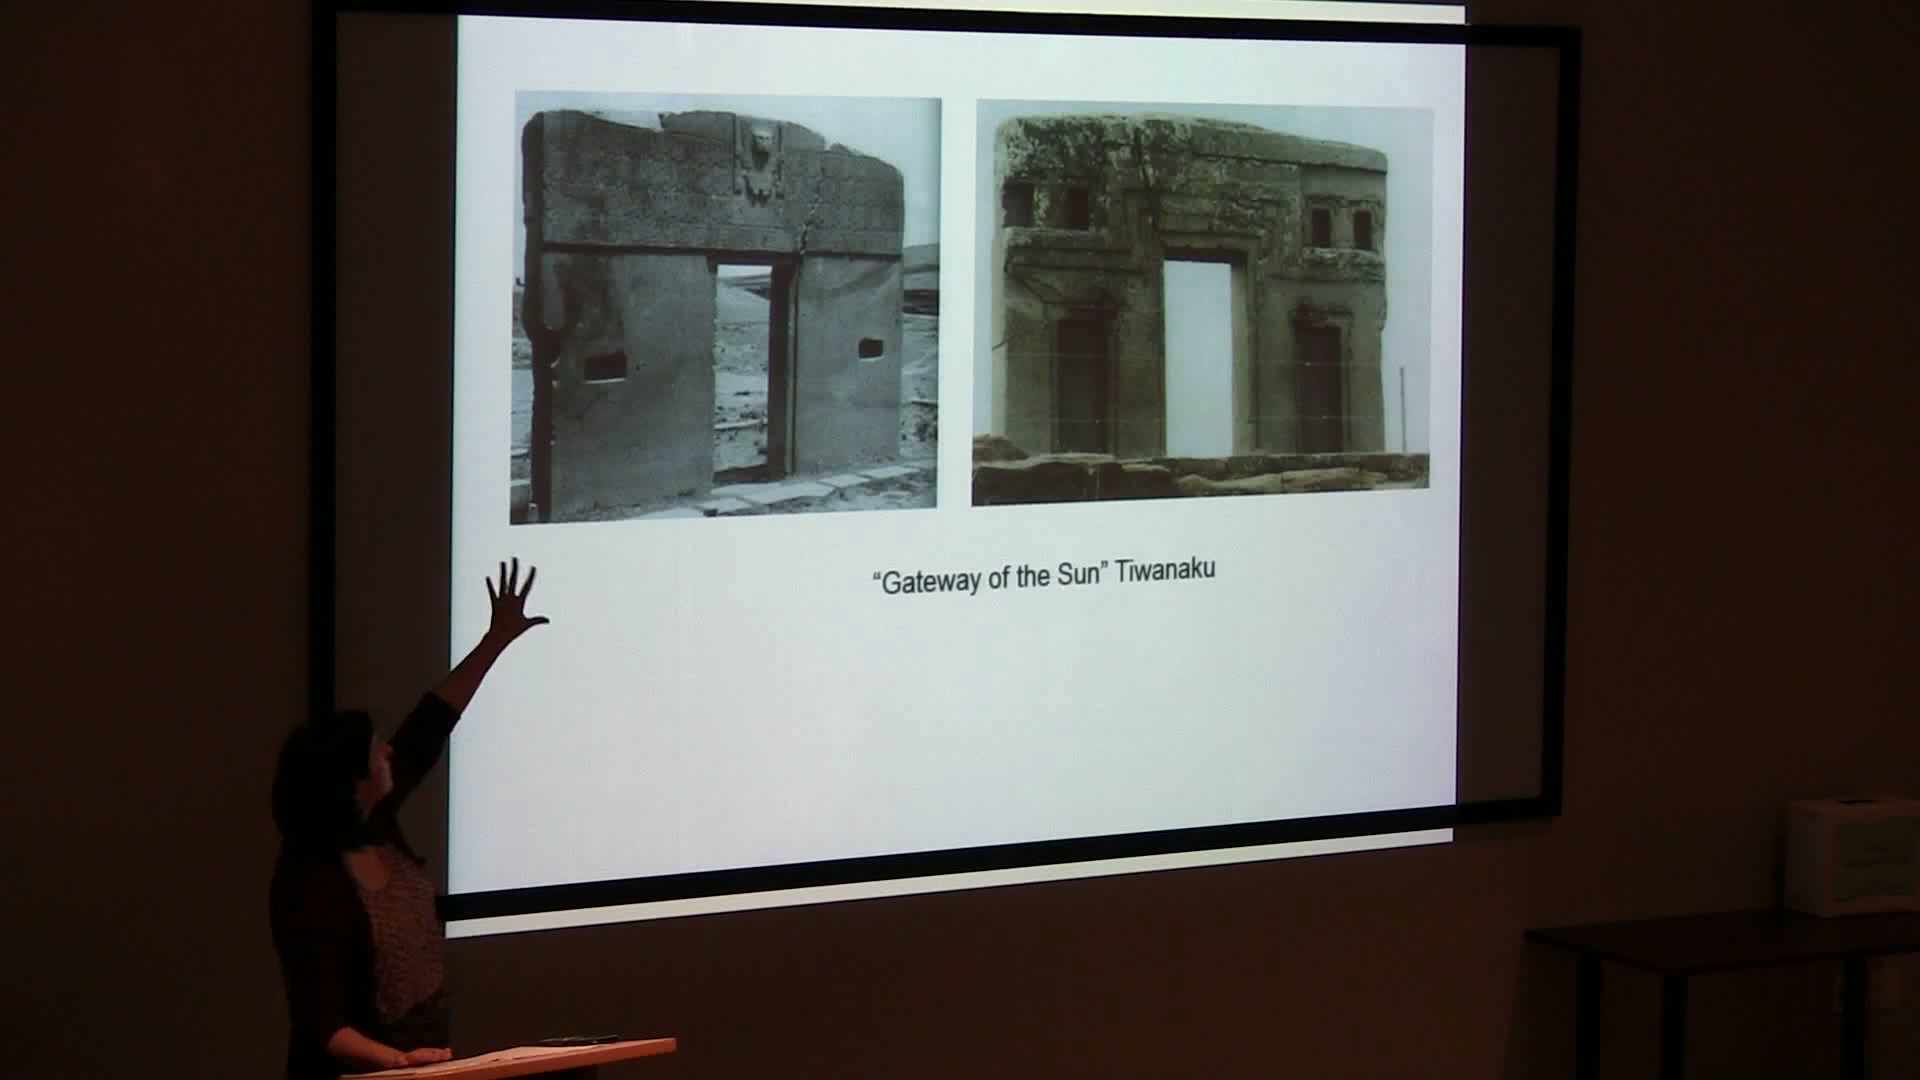 “Gateway of the Sun” Tiwanaku